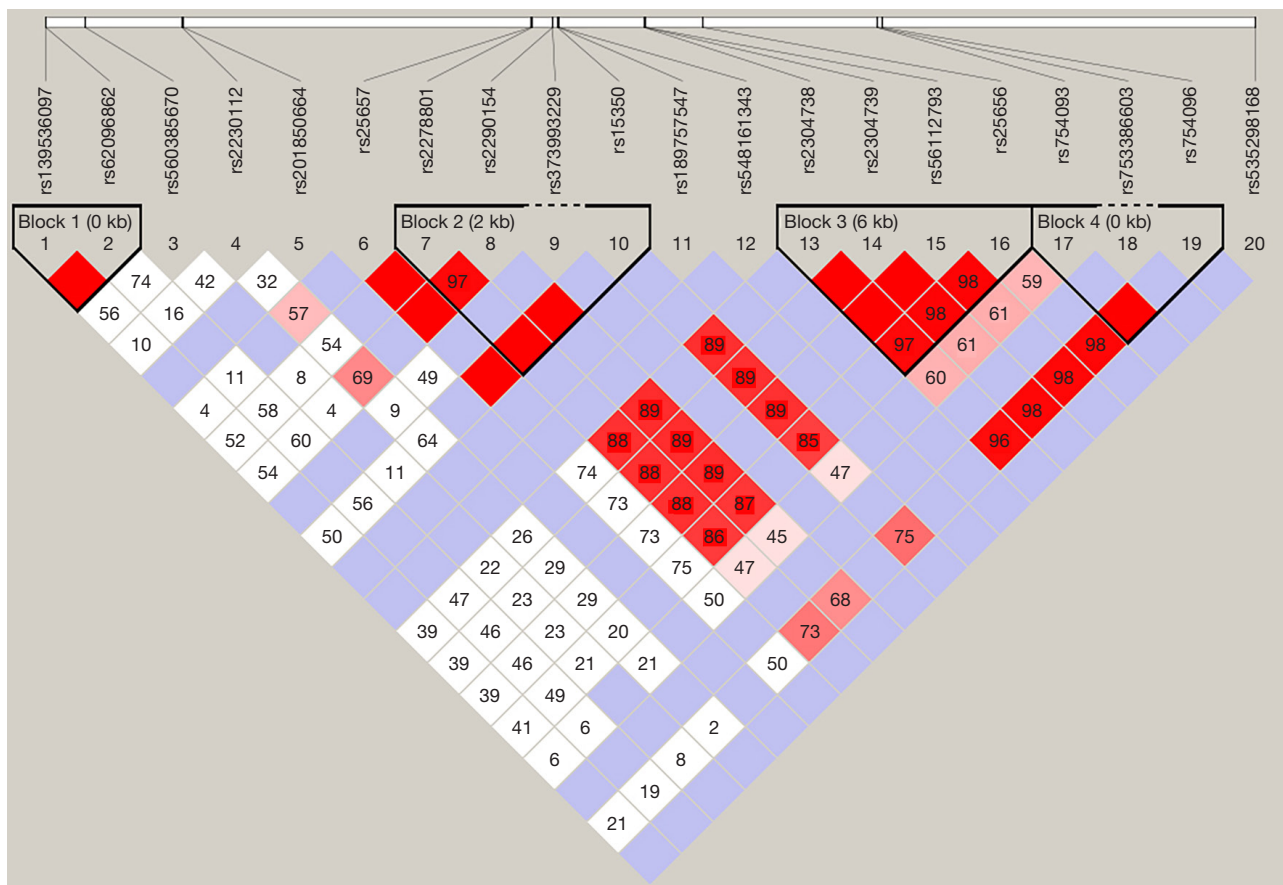 rs139536097
rs62096862
rs560385670
rs2230112
rs201850664
rs25657
rs2278801
rs2290154
rs373993229
rs15350
rs189757547
rs548161343
rs2304738
rs2304739
rs56112793
rs25656
rs754093
rs753386603
rs754096
rs535298168
Block 1 (0 kb) Block 2 (2 kb) Block 3 (6 kb) Block 4 (0 kb)
1 2 3 4 5 6 7 8 9 10 11 12 13 14 15 16 17 18 19 20
74 42 32 97 98 59
56 16 57 98 61
10 54 89 97 61 98
11 8 69 49 89 60 98
4 58 4 9 89 89 98
52 60 64 88 89 85 96
54 11 74 88 89 47
56 73 88 87
50 26 73 86 45 75
22 29 75 47
47 23 29 50 68
39 46 23 20 73
39 46 21 21 50
39 49
41 6 2
6 8
19
21